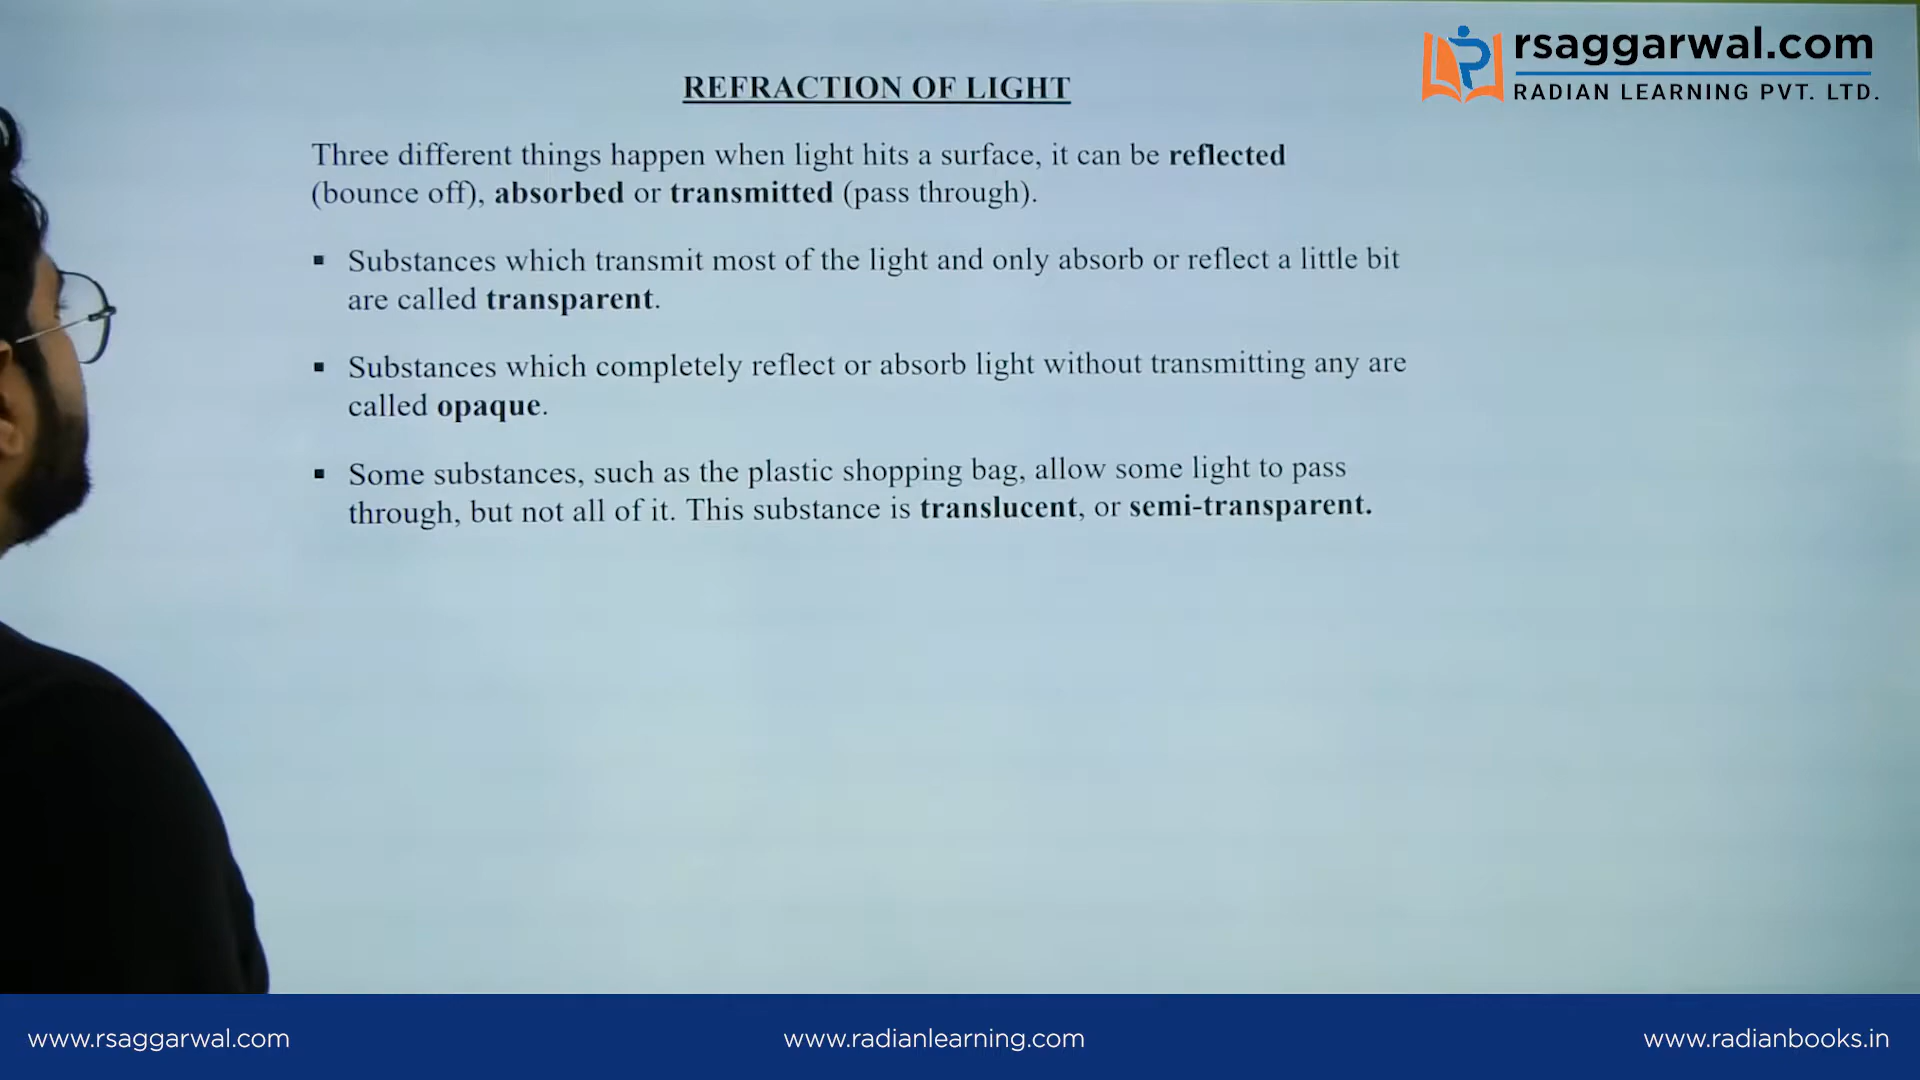 rsaggarwal.com
RADIAN LEARNING PVT. LTD.
REFRACTION OF LIGHT
Three different things happen when light hits a surface, it can be reflected
(bounce off), absorbed or transmitted (pass through).
▪ Substances which transmit most of the light and only absorb or reflect a little bit
are called transparent.
▪ Substances which completely reflect or absorb light without transmitting any are
called opaque.
▪ Some substances, such as the plastic shopping bag, allow some light to pass
through, but not all of it. This substance is translucent, or semi-transparent.
www.rsaggarwal.com
www.radianlearning.com
www.radianbooks.in